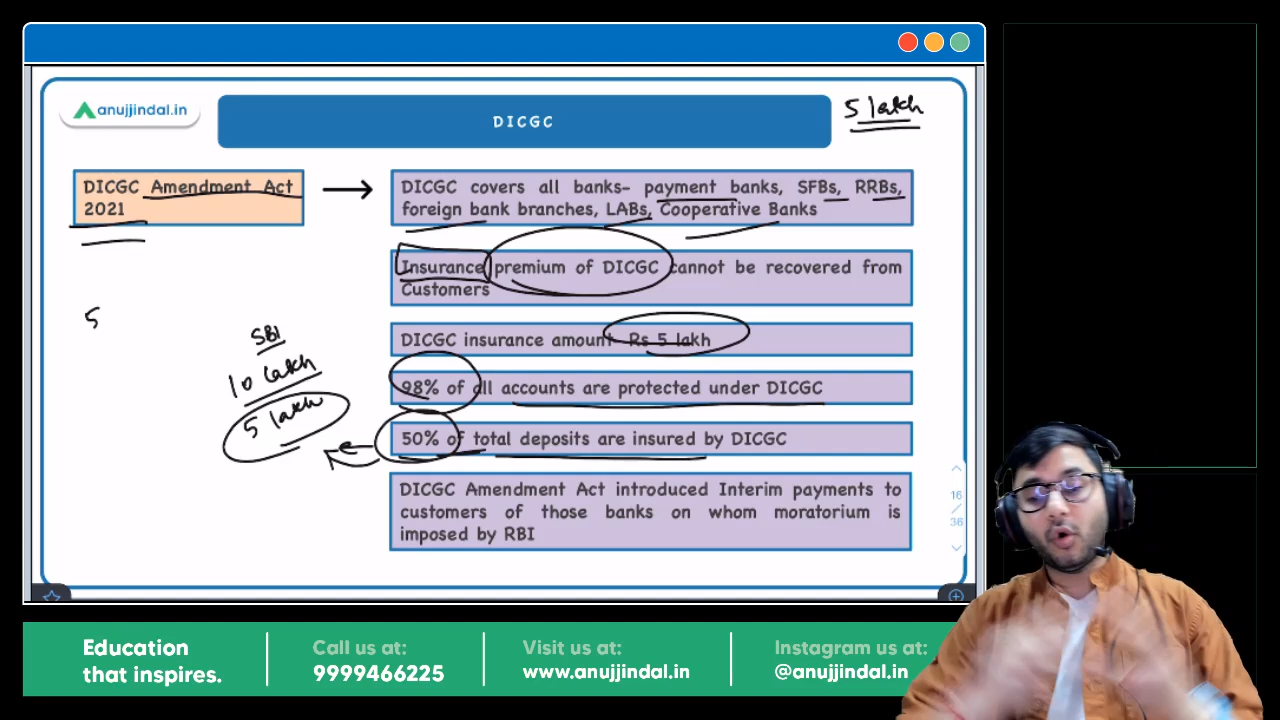 anujjindal.in
DICGC
5 lakh
DICGC Amendment Act
2021
DICGC covers all banks- payment banks, SFBs, RRBs,
foreign bank branches, LABs, Cooperative Banks
Insurance premium of DICGC cannot be recovered from
Customers
DICGC insurance amount- Rs 5 lakh
98% of all accounts are protected under DICGC
50% of total deposits are insured by DICGC
DICGC Amendment Act introduced Interim payments to
customers of those banks on whom moratorium is
imposed by RBI
5
SBI
10 lakh
5 lakh
16
/
36
Education
that inspires.
Call us at:
9999466225
Visit us at:
www.anujjindal.in
Instagram us at:
@anujjindal.in